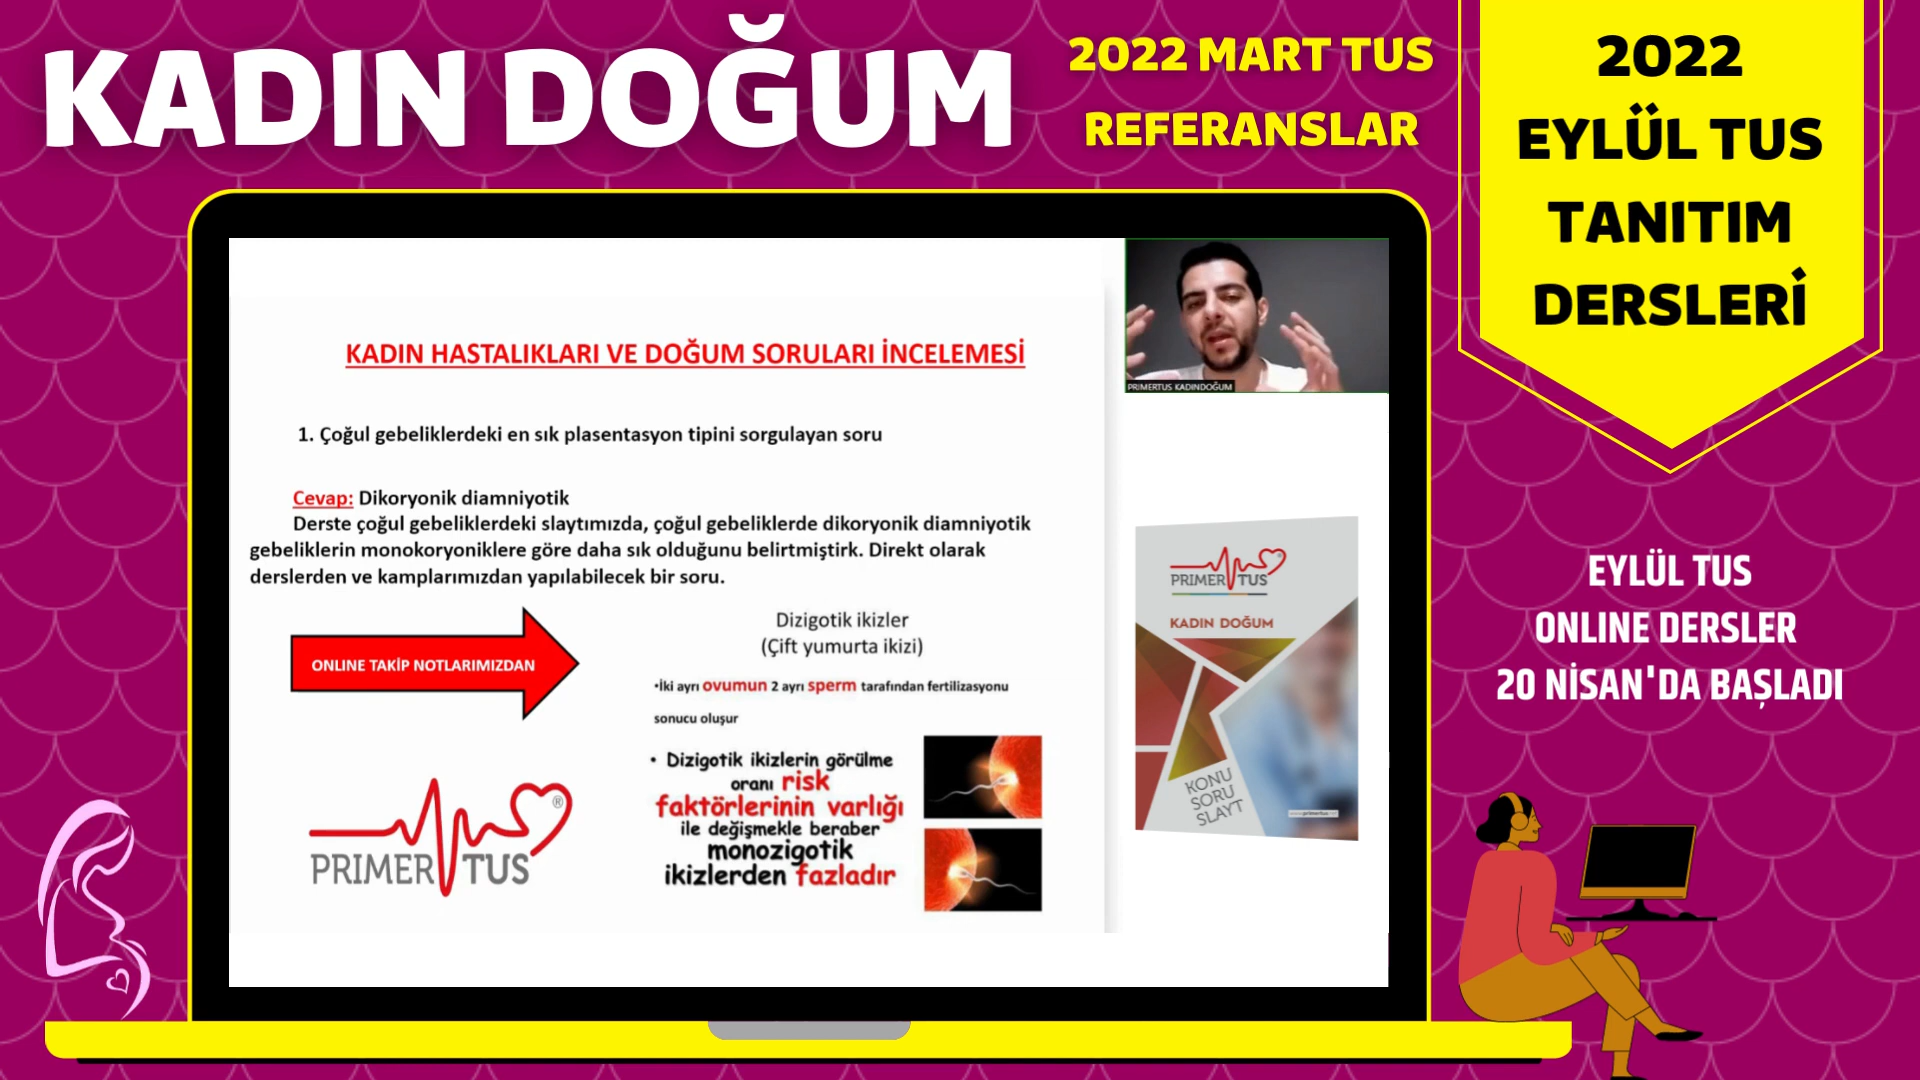 KADIN DOĞUM
2022 MART TUS
REFERANSLAR
2022
EYLÜL TUS
TANITIM
DERSLERİ
KADIN HASTALIKLARI VE DOĞUM SORULARI İNCELEMESİ
1. Çoğul gebeliklerdeki en sık plasentasyon tipini sorgulayan soru
Cevap: Dikoryonik diamniyotik
Derste çoğul gebeliklerdeki slaytımızda, çoğul gebeliklerde dikoryonik diamniyotik
gebeliklerin monokoryoniklere göre daha sık olduğunu belirtmiştirk. Direkt olarak
derslerden ve kamplarımızdan yapılabilecek bir soru.
ONLINE TAKİP NOTLARIMIZDAN
Dizigotik ikizler
(Çift yumurta ikizi)
•İki ayrı ovumun 2 ayrı sperm tarafından fertilizasyonu
sonucu oluşur
• Dizigotik ikizlerin görülme
oranı risk
faktörlerinin varlığı
ile değişmekle beraber
monozigotik
ikizlerden fazladır
PRIMER TUS
®
PRIMERTUS KADINDOĞUM
PRIMER TUS
KADIN DOĞUM
KONU
SORU
SLAYT
EYLÜL TUS
ONLINE DERSLER
20 NİSAN'DA BAŞLADI